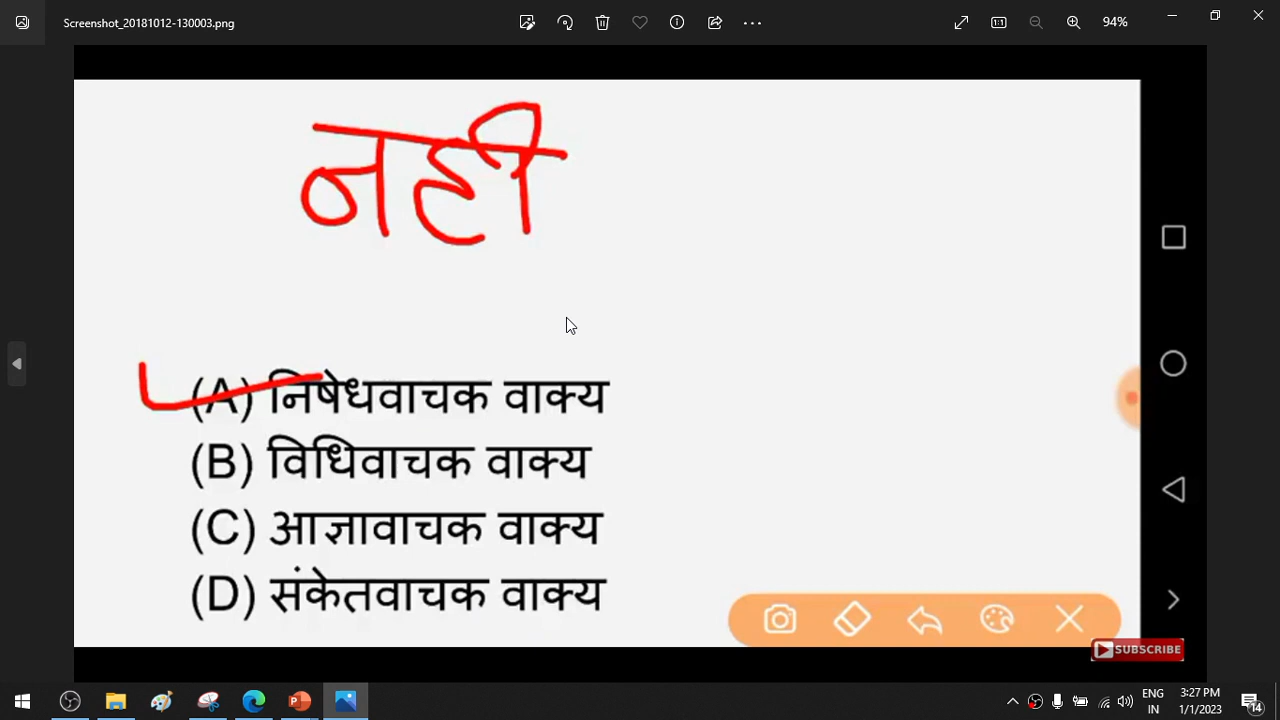 Screenshot_20181012-130003.png
94%
नही
(A) निषेधवाचक वाक्य
(B) विधिवाचक वाक्य
(C) आज्ञावाचक वाक्य
(D) संकेतवाचक वाक्य
SUBSCRIBE
ENG
IN
3:27 PM
1/1/2023
14